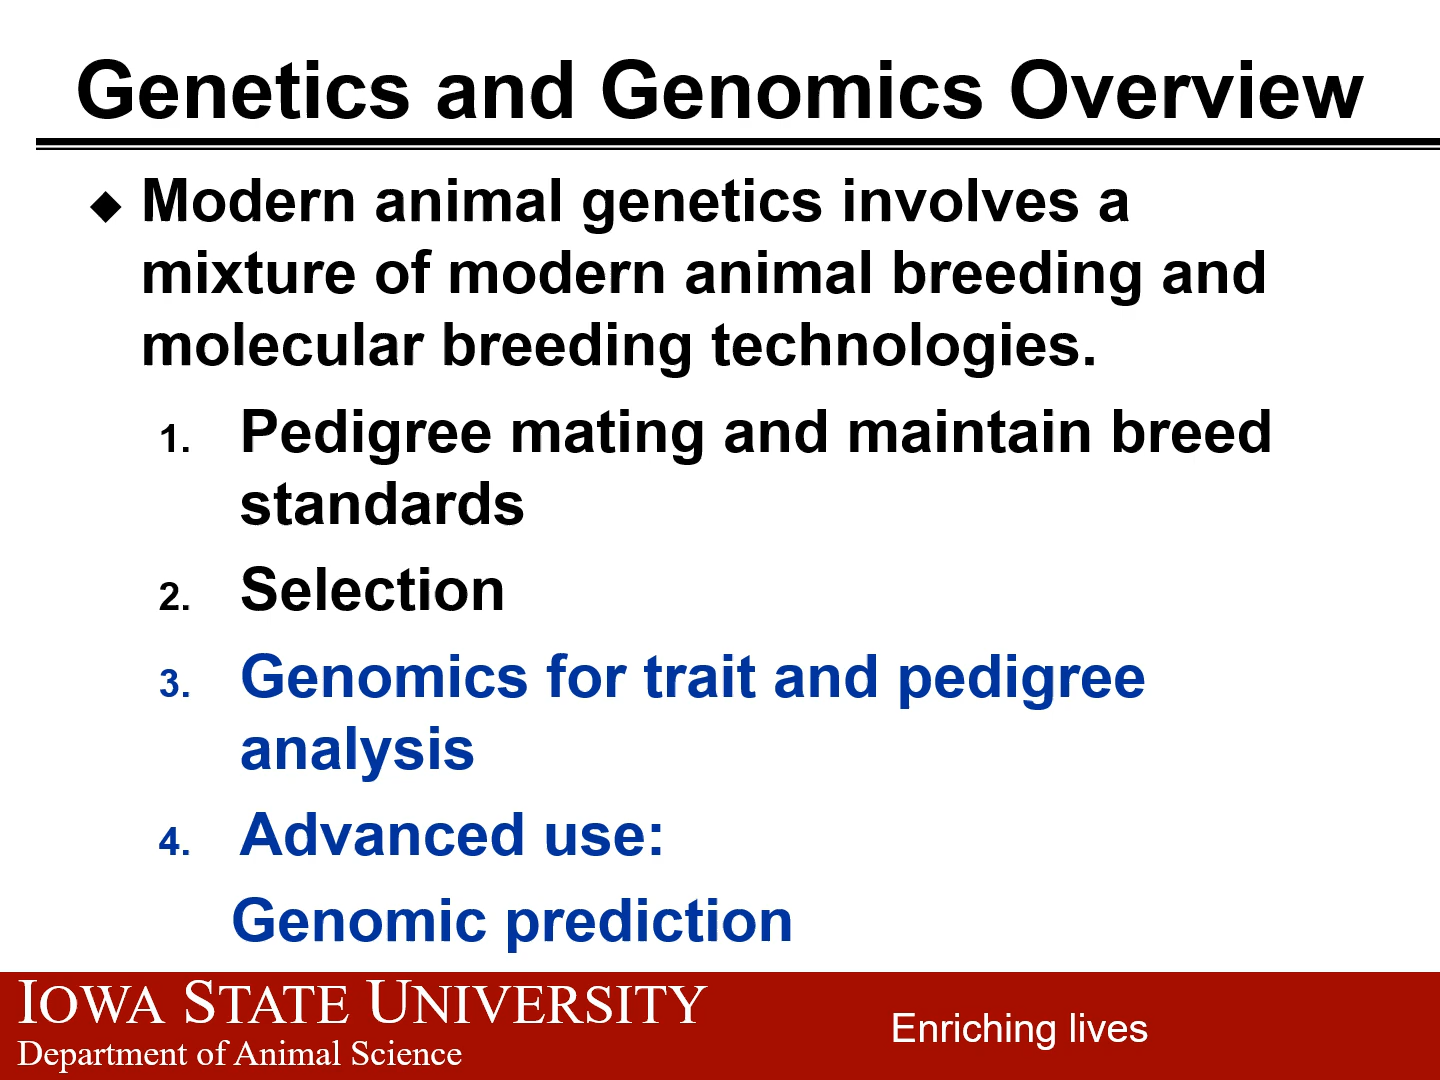 Genetics and Genomics Overview
◆ Modern animal genetics involves a
mixture of modern animal breeding and
molecular breeding technologies.
1. Pedigree mating and maintain breed
standards
2. Selection
3. Genomics for trait and pedigree
analysis
4. Advanced use:
Genomic prediction
IOWA STATE UNIVERSITY
Department of Animal Science
Enriching lives